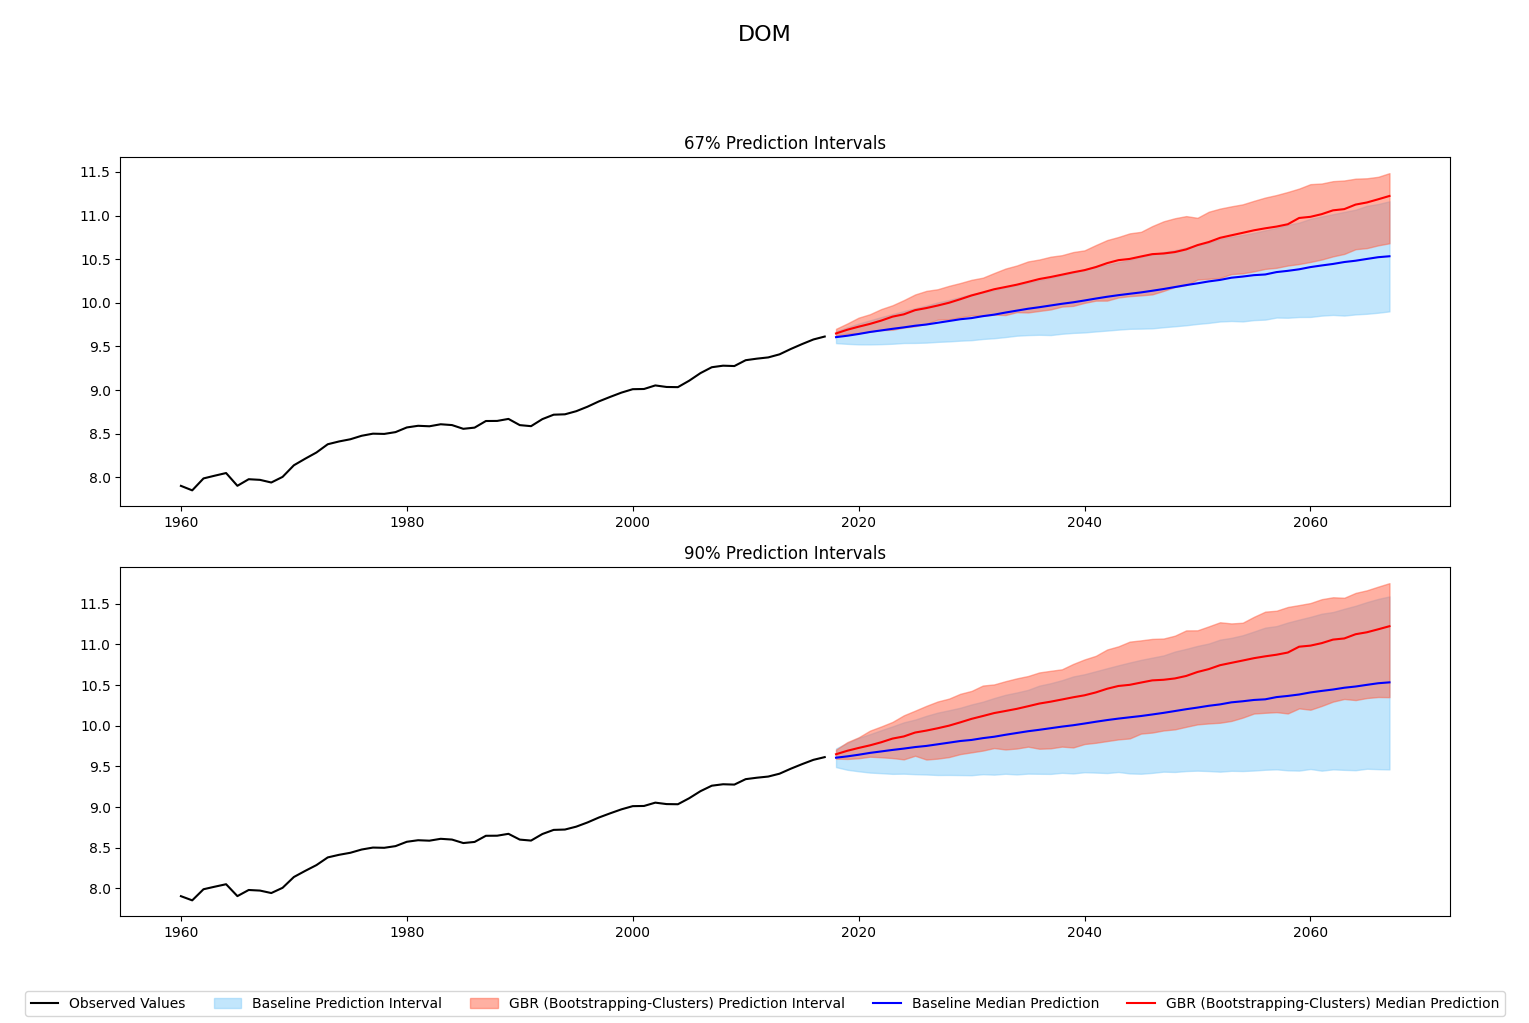 DOM
67% Prediction Intervals
11.5
11.0
10.5
10.0
9.5
9.0
8.5
8.0
1960 1980 2000 2020 2040 2060
90% Prediction Intervals
11.5
11.0
10.5
10.0
9.5
9.0
8.5
8.0
1960 1980 2000 2020 2040 2060
Observed Values Baseline Prediction Interval GBR (Bootstrapping-Clusters) Prediction Interval Baseline Median Prediction GBR (Bootstrapping-Clusters) Median Prediction